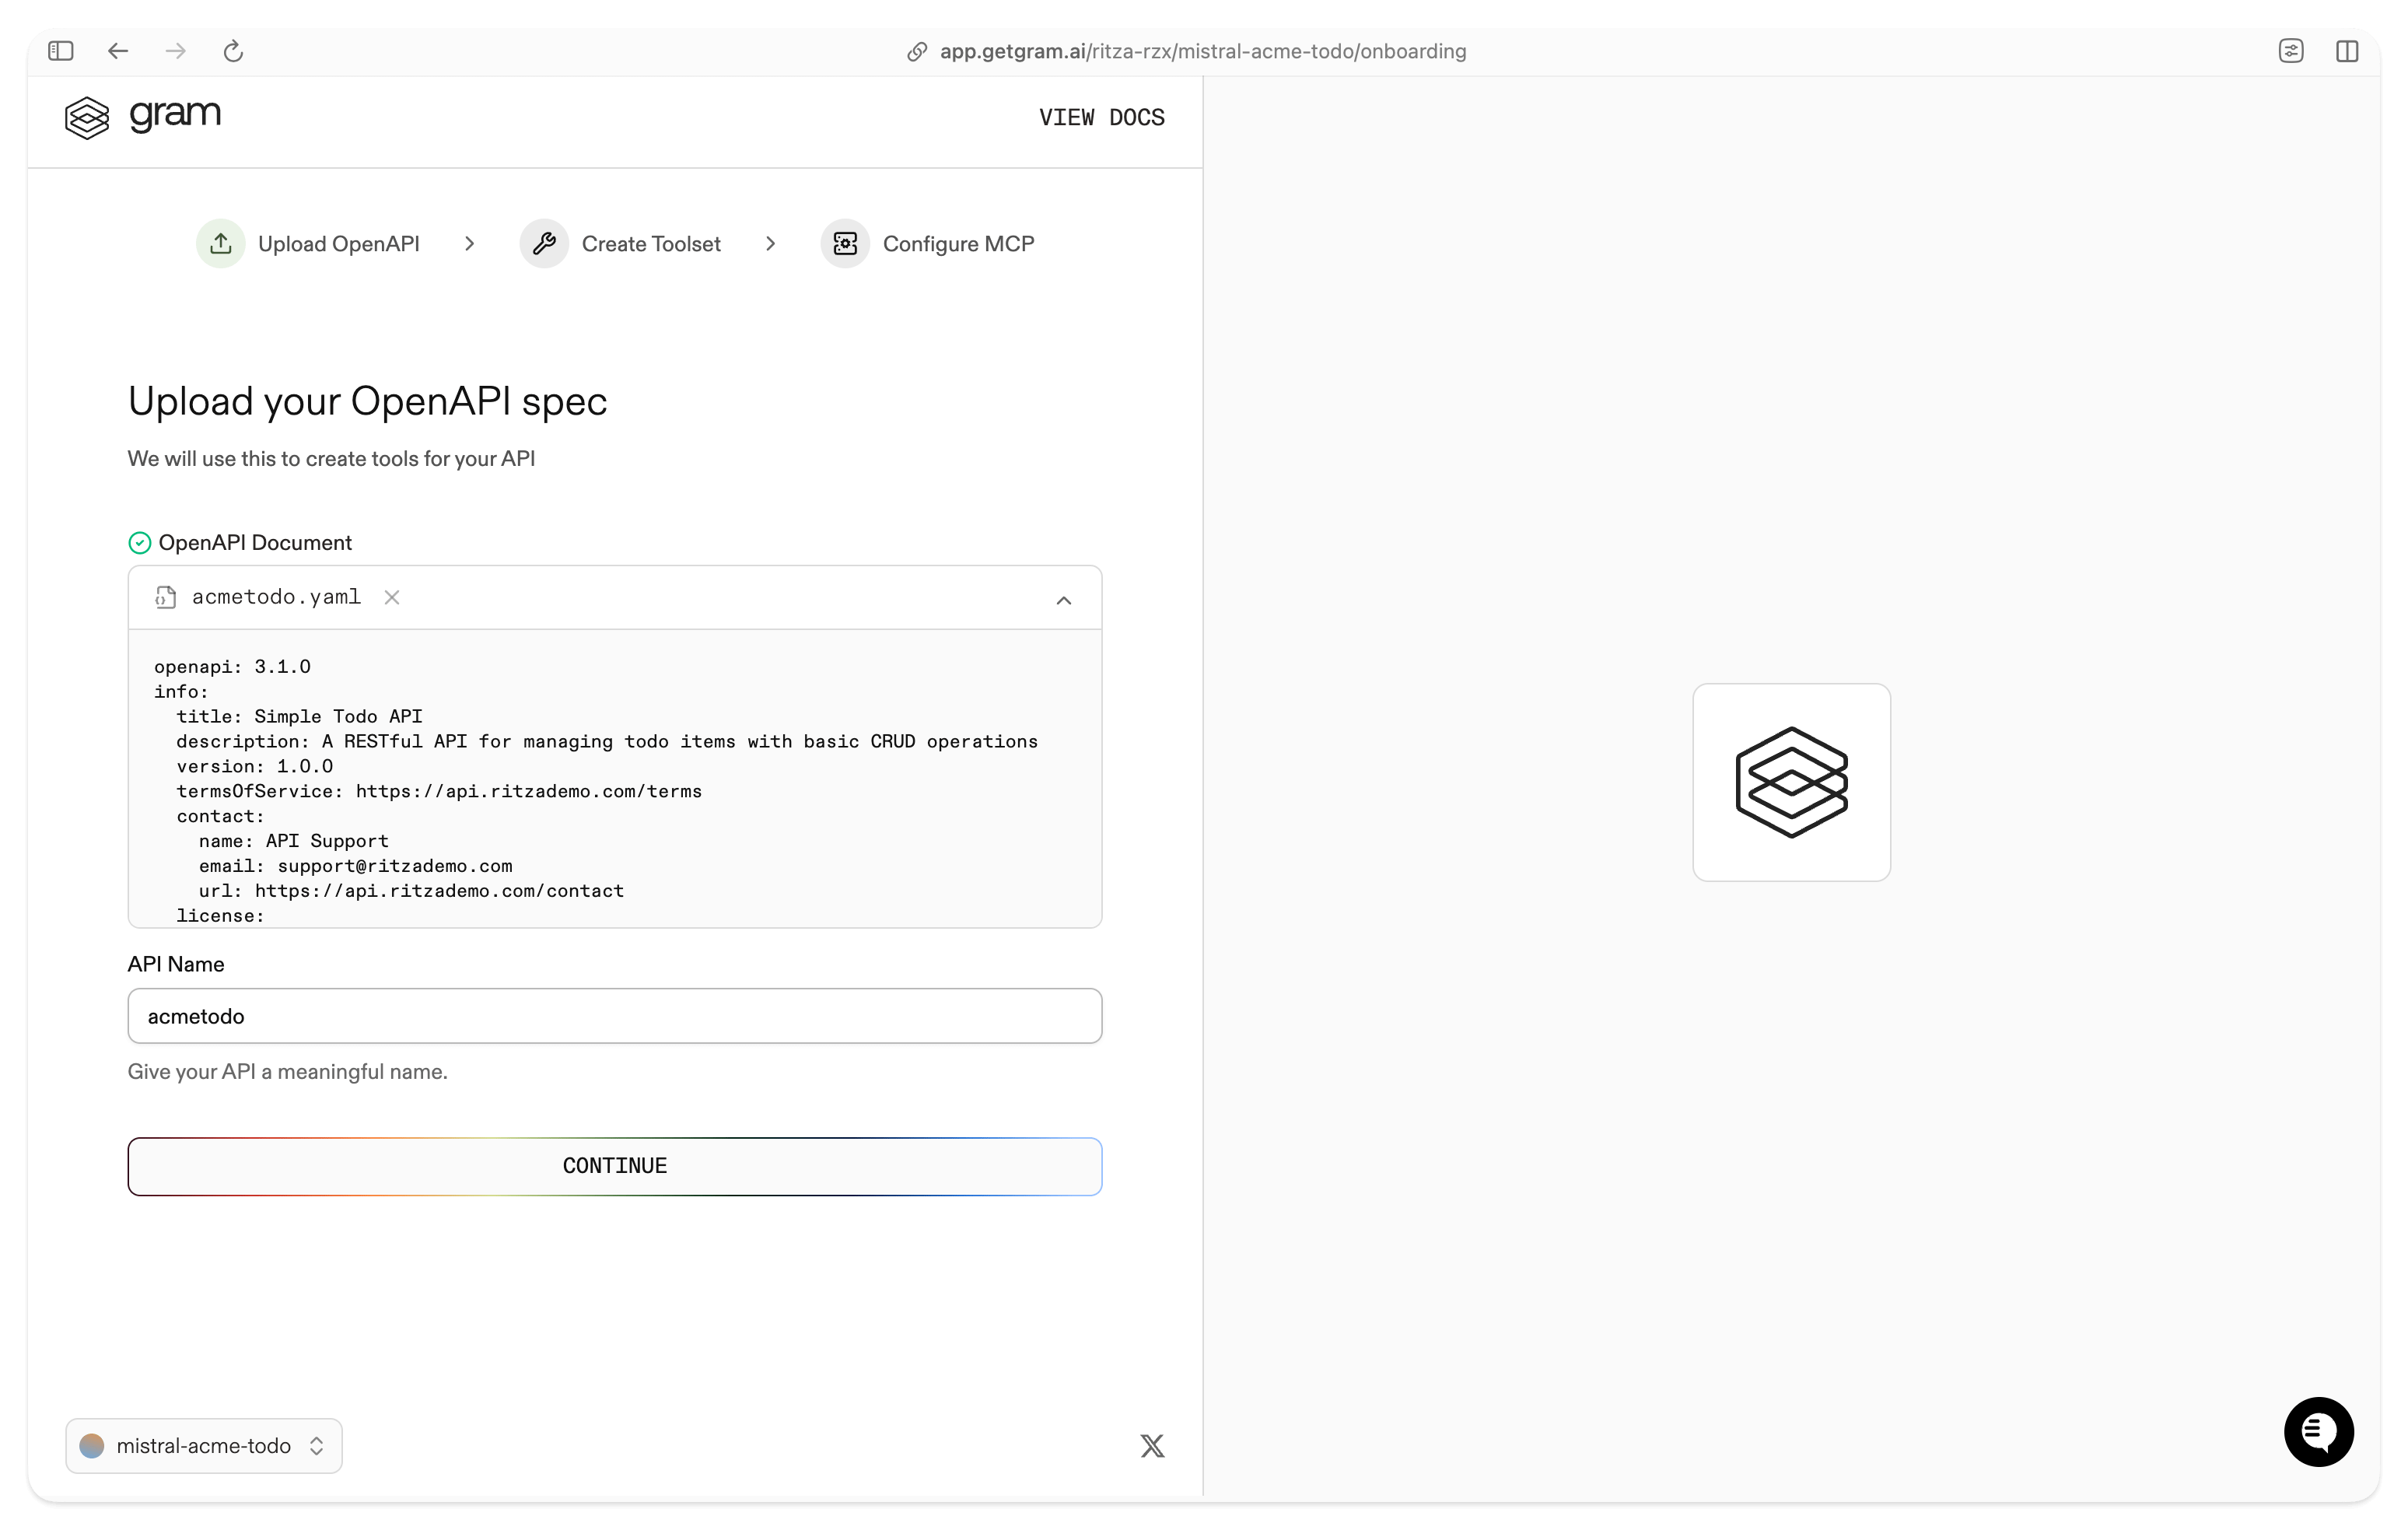 app.getgram.ai/ritza-rzx/mistral-acme-todo/onboarding
gram
VIEW DOCS
Upload OpenAPI
Create Toolset
Configure MCP
Upload your OpenAPI spec
We will use this to create tools for your API
OpenAPI Document
acmetodo.yaml
openapi: 3.1.0
info:
  title: Simple Todo API
  description: A RESTful API for managing todo items with basic CRUD operations
  version: 1.0.0
  termsOfService: https://api.ritzademo.com/terms
  contact:
    name: API Support
    email: support@ritzademo.com
    url: https://api.ritzademo.com/contact
  license:
API Name
acmetodo
Give your API a meaningful name.
CONTINUE
mistral-acme-todo